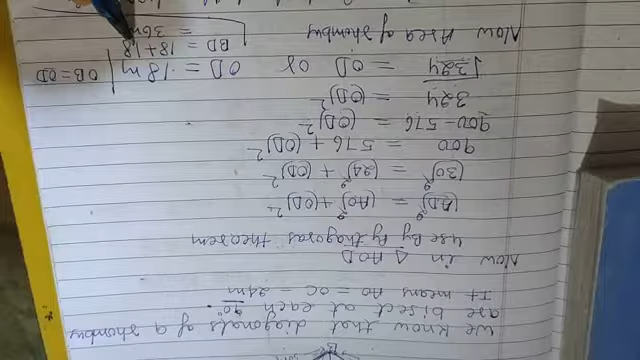 We know that diagonals of a rhombus
are bisect at each 90°.
It means AO = OC = 24m
Now in △ AOD
Use By Pythagoras theorem
(AD)² = (AO)² + (OD)²
(30)² = (24)² + (OD)²
900 = 576 + (OD)²
900 - 576 = (OD)²
324 = (OD)²
√324 = OD or OD = 18m
OB = OD
BD = 18+18
= 36m
Now Area of rhombus